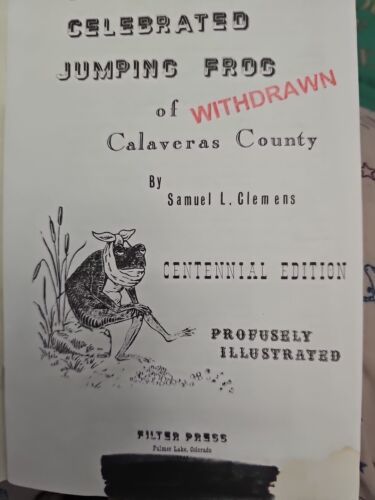 CELEBRATED
JUMPING FROG
of
WITHDRAWN
Calaveras County
By
Samuel L. Clemens
CENTENNIAL EDITION
PROFUSELY
ILLUSTRATED
FILTER PRESS
Palmer Lake, Colorado